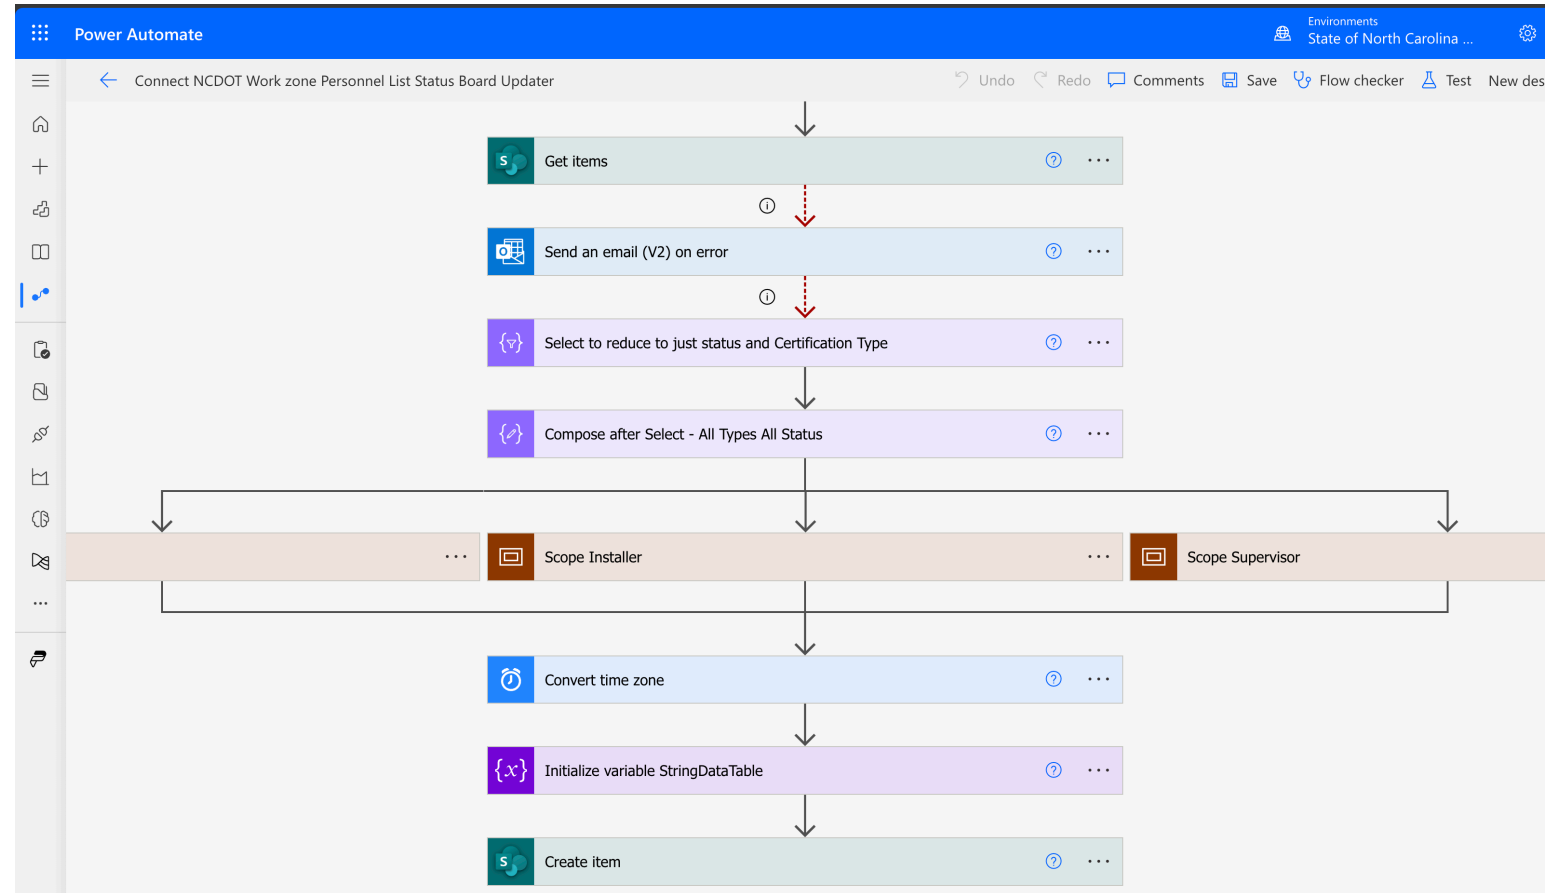 Power Automate
Environments
State of North Carolina ...
Connect NCDOT Work zone Personnel List Status Board Updater
Undo
Redo
Comments
Save
Flow checker
Test
New des
Get items
Send an email (V2) on error
Select to reduce to just status and Certification Type
Compose after Select - All Types All Status
Scope Installer
Scope Supervisor
Convert time zone
Initialize variable StringDataTable
Create item